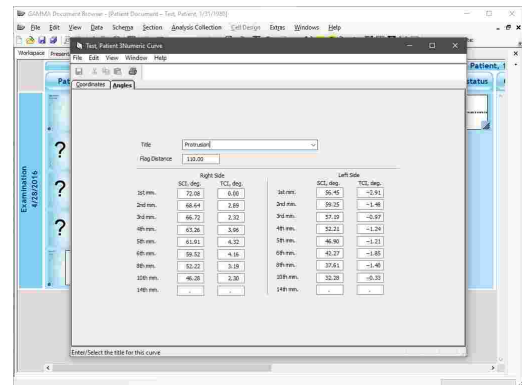 GAMMA Document Browser - [Patient Document - Test, Patient, 1/31/1980]
File Edit View Data Schema Section Analysis Collection Cell Design Extras Windows Help
Workspace Present
Test, Patient 3Numeric Curve
File Edit View Window Help
Coordinates Angles
Patient, 1
Pat
status
Examination
4/28/2016
?
?
?
Title Protrusion
Flag Distance 110.00
Right Side Left Side
SCI, deg. TCI, deg. SCI, deg. TCI, deg.
1st mm. 72.08 0.00 1st mm. 56.45 -2.91
2nd mm. 68.64 2.89 2nd mm. 59.25 -1.48
3rd mm. 66.72 2.32 3rd mm. 57.19 -0.97
4th mm. 63.26 3.96 4th mm. 52.21 -1.24
5th mm. 61.91 4.32 5th mm. 46.90 -1.21
6th mm. 59.52 4.16 6th mm. 42.27 -1.85
8th mm. 52.22 3.19 8th mm. 37.61 -1.40
10th mm. 46.28 2.30 10th mm. 32.28 -0.33
14th mm. . . 14th mm. . .
Enter/Select the title for this curve